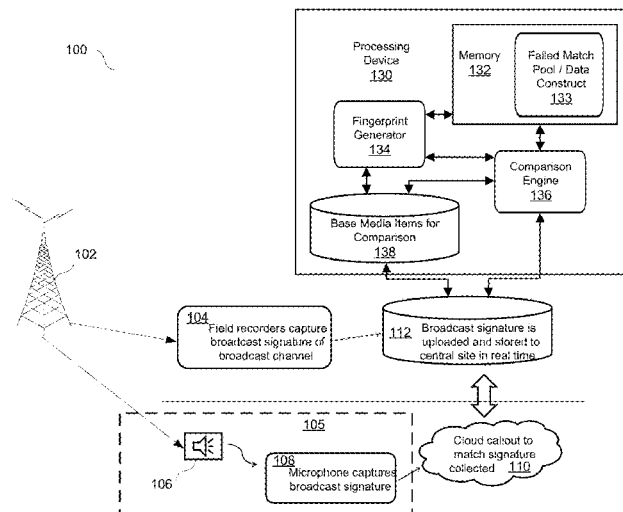 100
Processing
Device
130
Memory
132
Failed Match
Pool / Data
Construct
133
Fingerprint
Generator
134
Comparison
Engine
136
Base Media Items for
Comparison
138
102
104
Field recorders capture
broadcast signature of
broadcast channel
112
Broadcast signature is
uploaded and stored to
central site in real time
105
106
108
Microphone captures
broadcast signature
Cloud callout to
match signature
collected 110